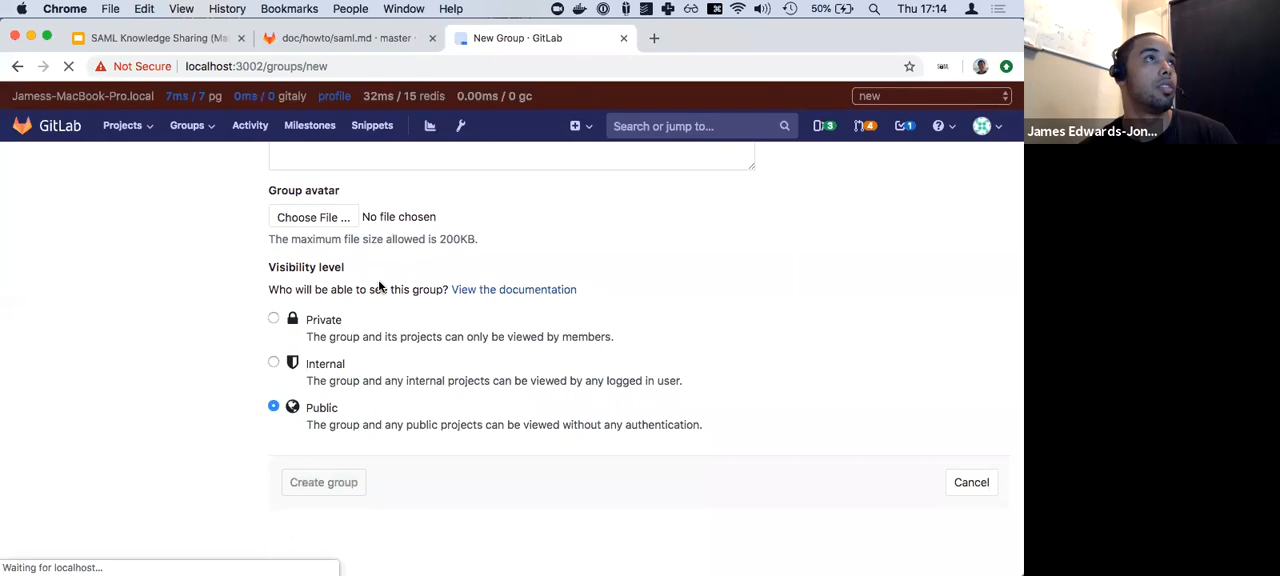 Chrome File Edit View History Bookmarks People Window Help 50% Thu 17:14
SAML Knowledge Sharing (Ma × doc/howto/saml.md · master · × New Group · GitLab × +
Not Secure localhost:3002/groups/new
Jamess-MacBook-Pro.local 7ms / 7 pg 0ms / 0 gitaly profile 32ms / 15 redis 0.00ms / 0 gc new
GitLab Projects Groups Activity Milestones Snippets Search or jump to... 3 4 1
James Edwards-Jon...
Group avatar
Choose File ... No file chosen
The maximum file size allowed is 200KB.
Visibility level
Who will be able to see this group? View the documentation
Private
The group and its projects can only be viewed by members.
Internal
The group and any internal projects can be viewed by any logged in user.
Public
The group and any public projects can be viewed without any authentication.
Create group Cancel
Waiting for localhost...